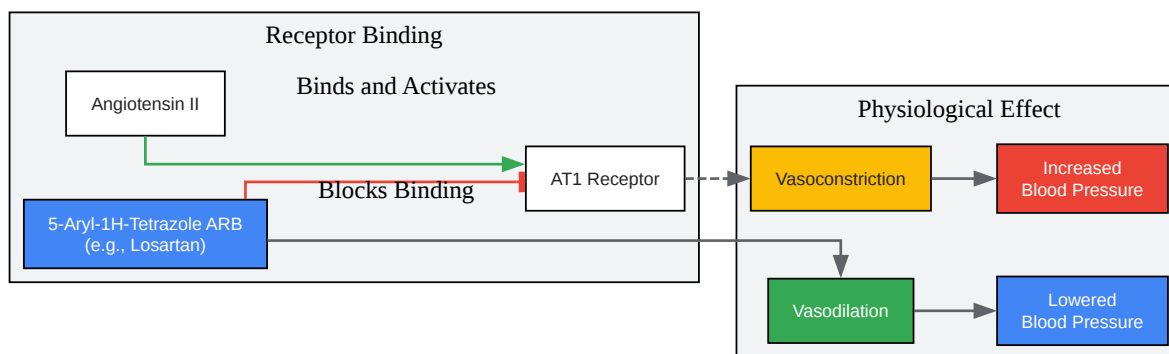 Receptor Binding
Binds and Activates
Angiotensin II
Blocks Binding
AT1 Receptor
5-Aryl-1H-Tetrazole ARB
(e.g., Losartan)
Physiological Effect
Vasoconstriction
Increased
Blood Pressure
Vasodilation
Lowered
Blood Pressure